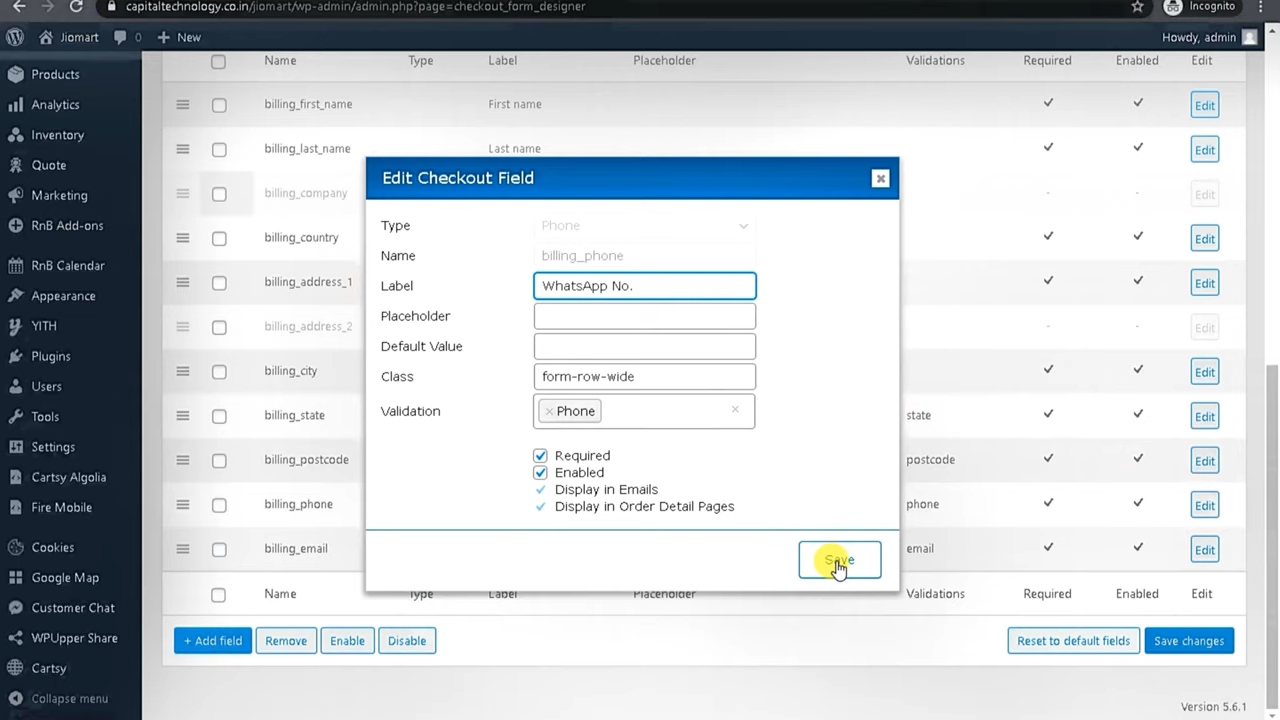 capitaltechnology.co.in/jiomart/wp-admin/admin.php?page=checkout_form_designer
Incognito
Jiomart
0
New
Howdy, admin
Products
Analytics
Inventory
Quote
Marketing
RnB Add-ons
RnB Calendar
Appearance
YITH
Plugins
Users
Tools
Settings
Cartsy Algolia
Fire Mobile
Cookies
Google Map
Customer Chat
WPUpper Share
Cartsy
Collapse menu
Name Type Label Placeholder Validations Required Enabled Edit
billing_first_name First name Edit
billing_last_name Last name Edit
billing_company - - Edit
billing_country Edit
billing_address_1 Edit
billing_address_2 - - Edit
billing_city Edit
billing_state state Edit
billing_postcode postcode Edit
billing_phone phone Edit
billing_email email Edit
Name Type Label Placeholder Validations Required Enabled Edit
+ Add field Remove Enable Disable Reset to default fields Save changes
Version 5.6.1
Edit Checkout Field
Type Phone
Name billing_phone
Label WhatsApp No.
Placeholder
Default Value
Class form-row-wide
Validation × Phone ×
Required
Enabled
Display in Emails
Display in Order Detail Pages
Save